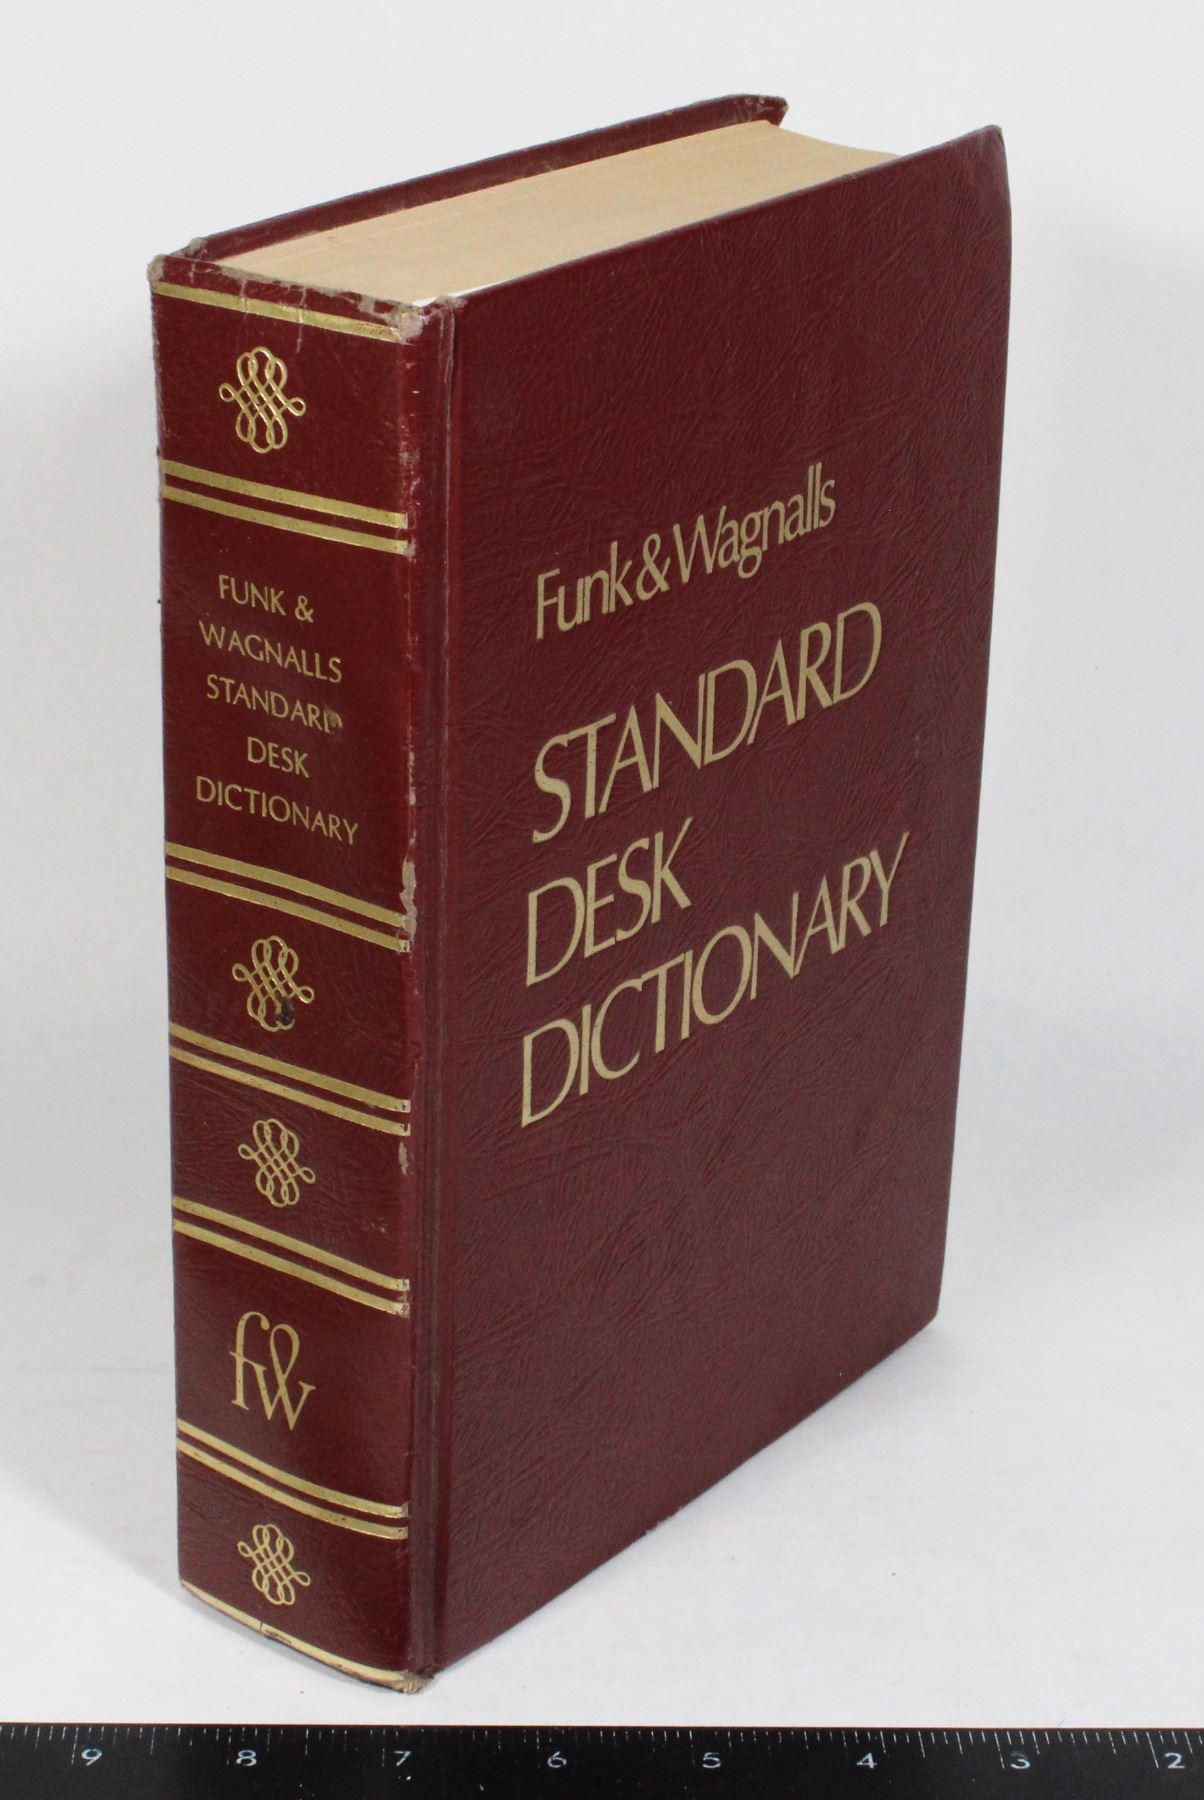 FUNK &
WAGNALLS
STANDARD
DESK
DICTIONARY
fw
Funk & Wagnalls
STANDARD
DESK
DICTIONARY
9 8 7 6 5 4 3 2